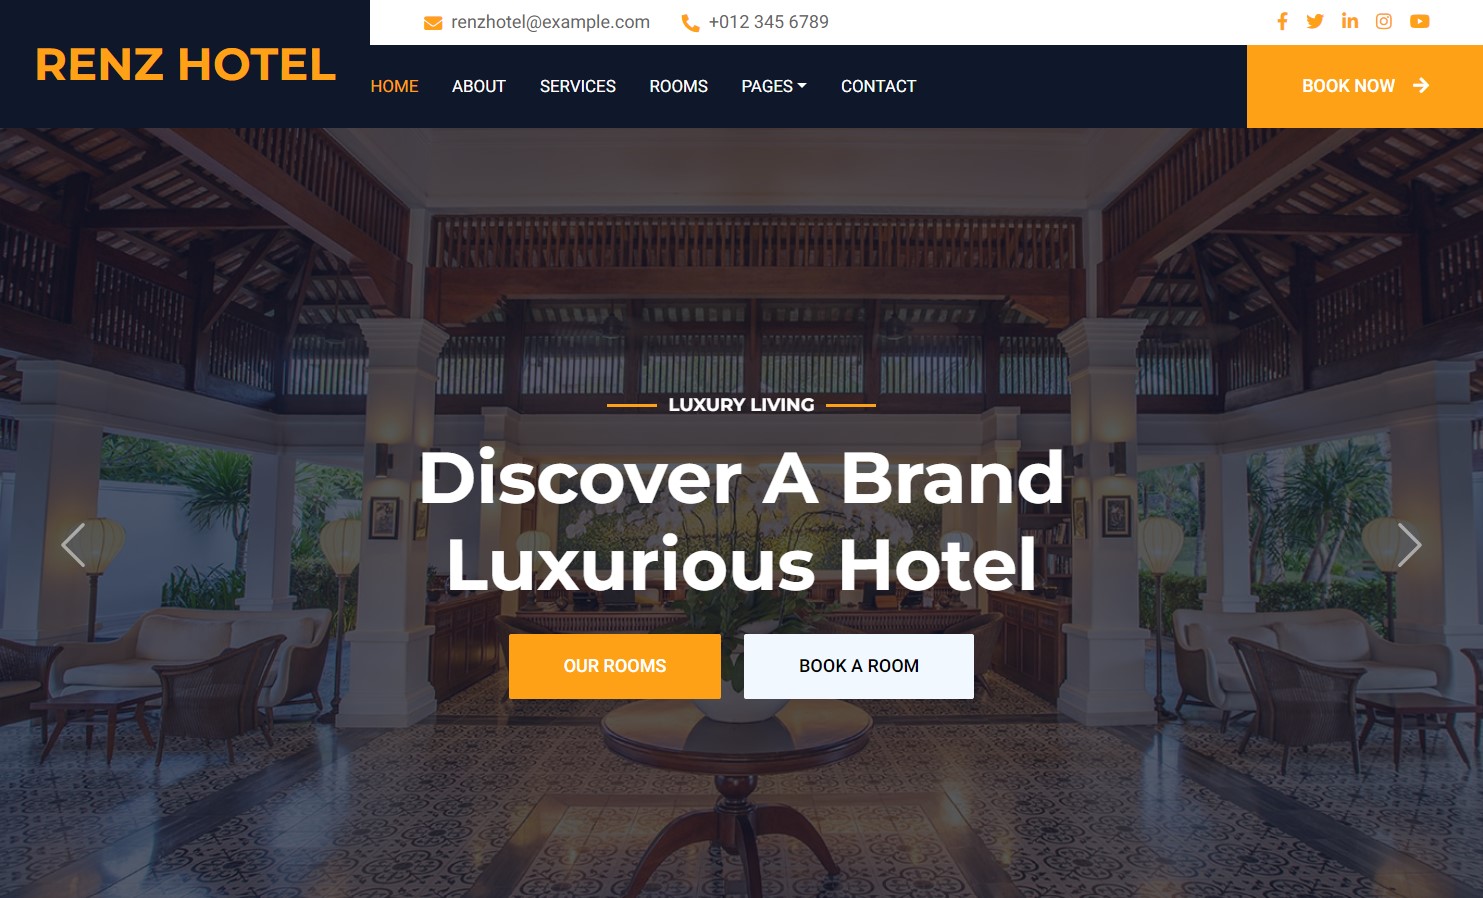 RENZ HOTEL
renzhotel@example.com
+012 345 6789
HOME
ABOUT
SERVICES
ROOMS
PAGES
CONTACT
BOOK NOW
LUXURY LIVING
Discover A Brand
Luxurious Hotel
OUR ROOMS
BOOK A ROOM